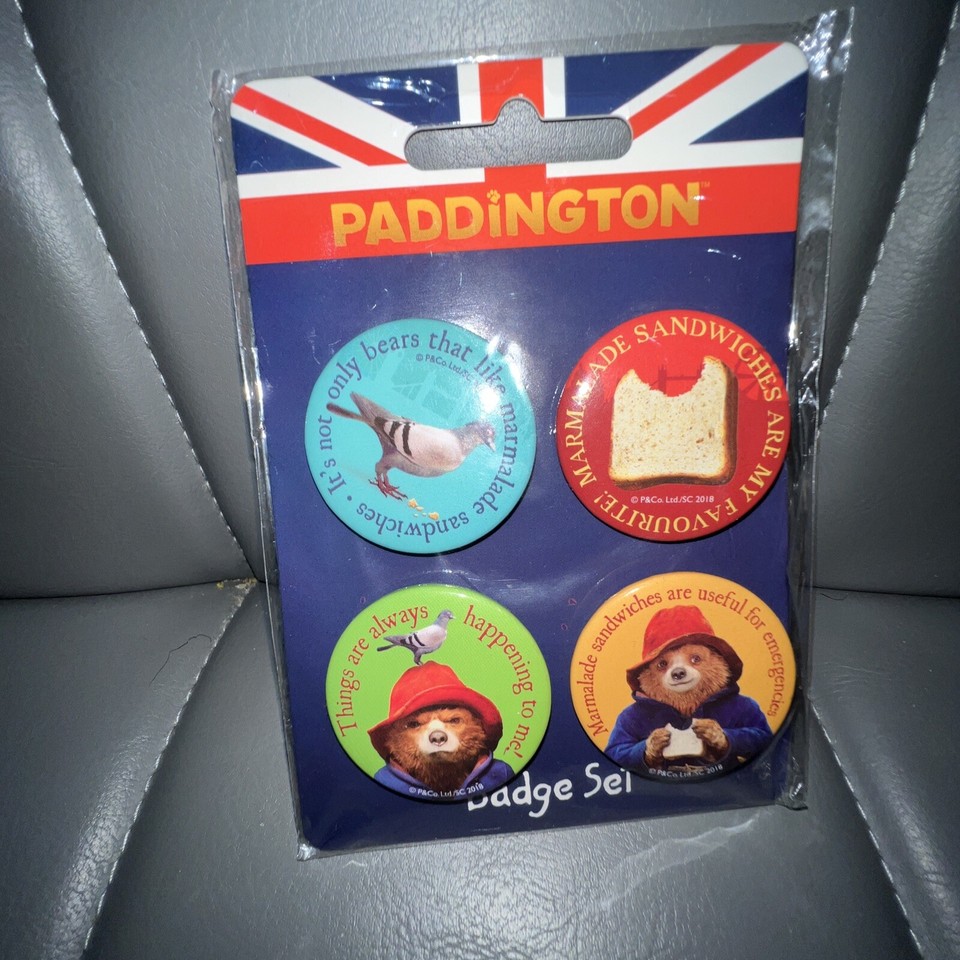 PADDINGTON™
It's not only bears that like marmalade sandwiches •
© P&Co. Ltd./SC
MARMALADE SANDWICHES ARE MY FAVOURITE!
© P&Co. Ltd./SC 2018
Things are always happening to me!
© P&Co. Ltd./SC 2018
Marmalade sandwiches are useful for emergencies
© P&Co. Ltd./SC 2018
Badge Set